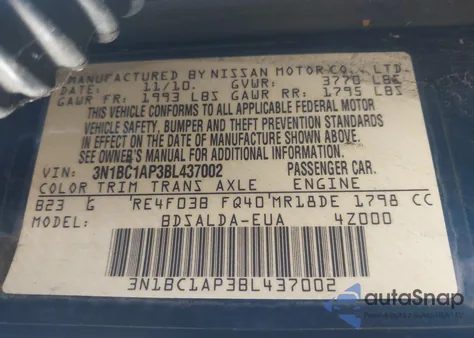 MANUFACTURED BY NISSAN MOTOR CO., LTD.
DATE: 11/10. GVWR: 3770 LBS
GAWR FR: 1993 LBS GAWR RR: 1795 LBS
THIS VEHICLE CONFORMS TO ALL APPLICABLE FEDERAL MOTOR
VEHICLE SAFETY, BUMPER AND THEFT PREVENTION STANDARDS
IN EFFECT ON THE DATE OF MANUFACTURE SHOWN ABOVE.
SEE OWNER'S MANUAL FOR ADDITIONAL INFORMATION.
VIN: 3N1BC1AP3BL437002 PASSENGER CAR.
COLOR TRIM TRANS AXLE ENGINE
B23 G RE4F03B FQ40 MR18DE 1798 CC
MODEL: BDSALDA-EUA 4Z000
3N1BC1AP3BL437002
autoSnap